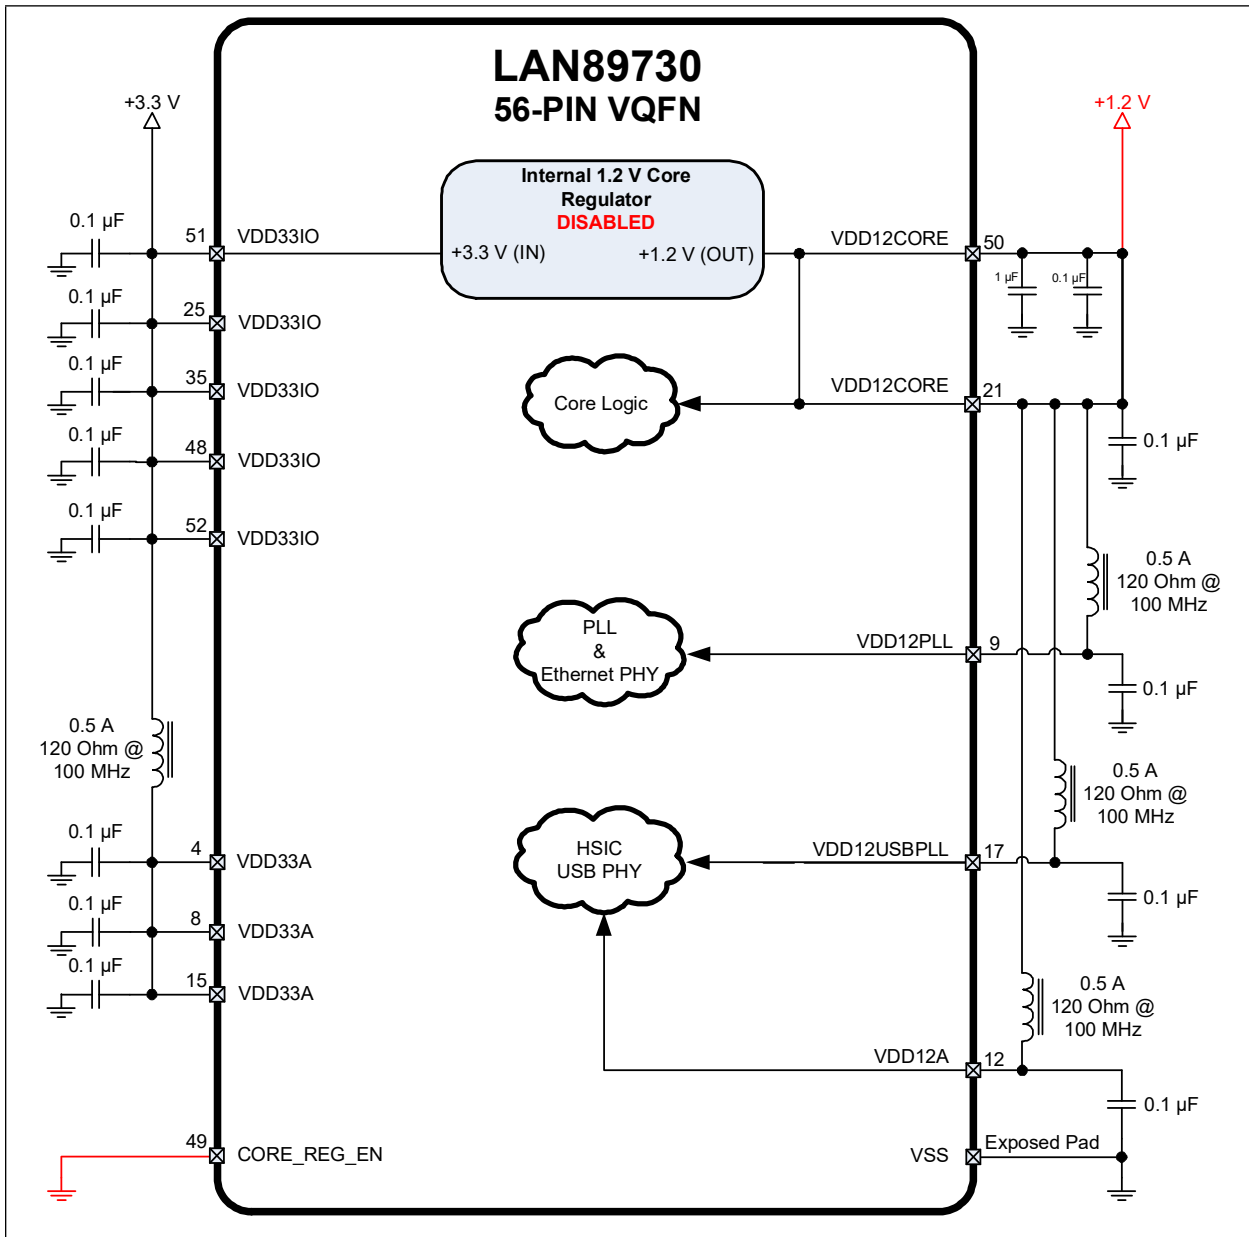 LAN89730
56-PIN VQFN
+3.3 V
+1.2 V
Internal 1.2 V Core
Regulator
DISABLED
+3.3 V (IN)
+1.2 V (OUT)
0.1 µF
51
VDD33IO
VDD12CORE
50
1 µF
0.1 µF
0.1 µF
25
VDD33IO
0.1 µF
35
VDD33IO
Core Logic
VDD12CORE
21
0.1 µF
0.1 µF
48
VDD33IO
0.1 µF
52
VDD33IO
0.5 A
120 Ohm @
100 MHz
PLL
&
Ethernet PHY
VDD12PLL
9
0.1 µF
0.5 A
120 Ohm @
100 MHz
0.5 A
120 Ohm @
100 MHz
0.1 µF
4
VDD33A
HSIC
USB PHY
VDD12USBPLL
17
0.1 µF
0.1 µF
8
VDD33A
0.1 µF
15
VDD33A
0.5 A
120 Ohm @
100 MHz
VDD12A
12
0.1 µF
49
CORE_REG_EN
VSS
Exposed Pad